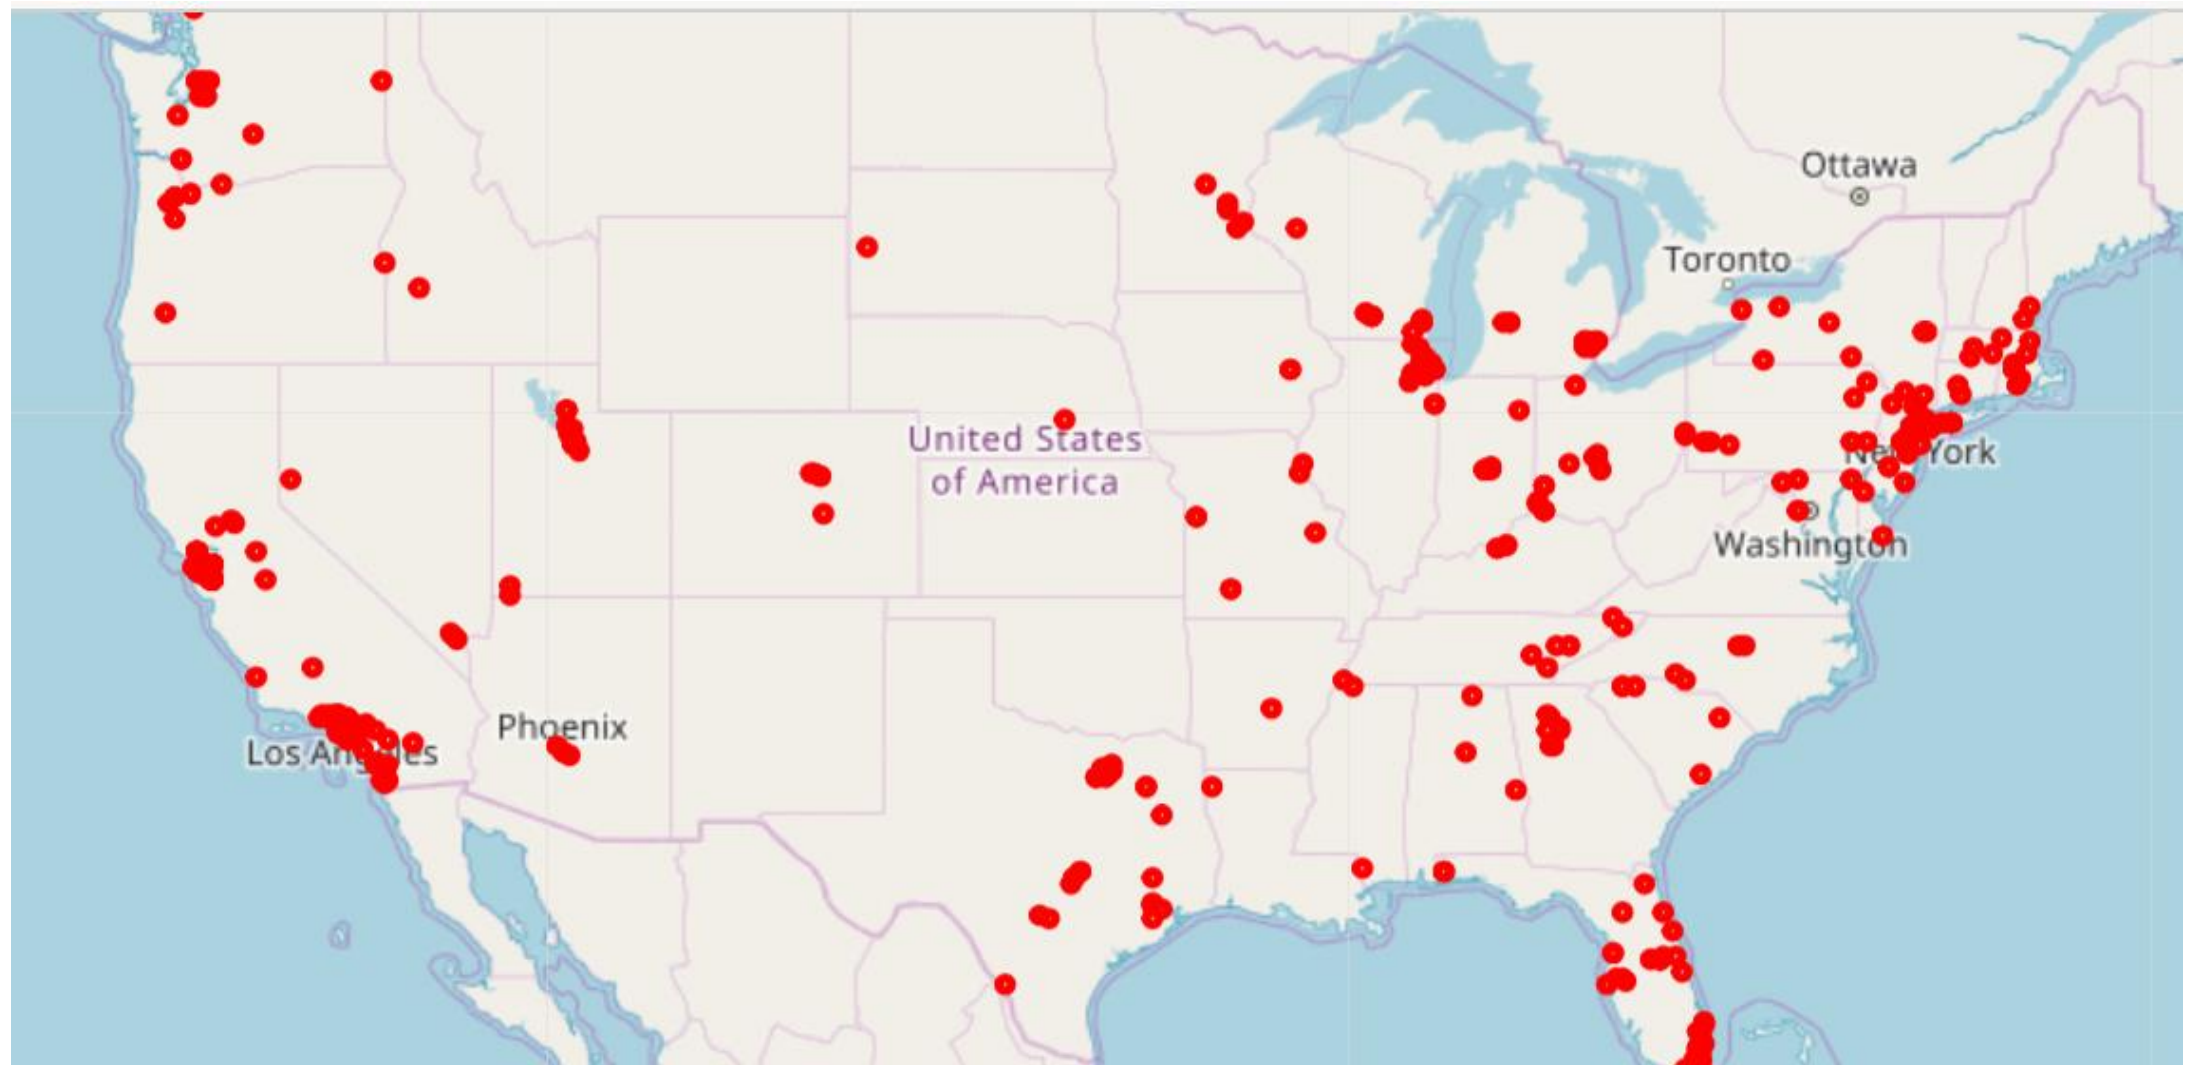 Ottawa
Toronto
United States
of America
New York
Washington
Phoenix
Los Angeles